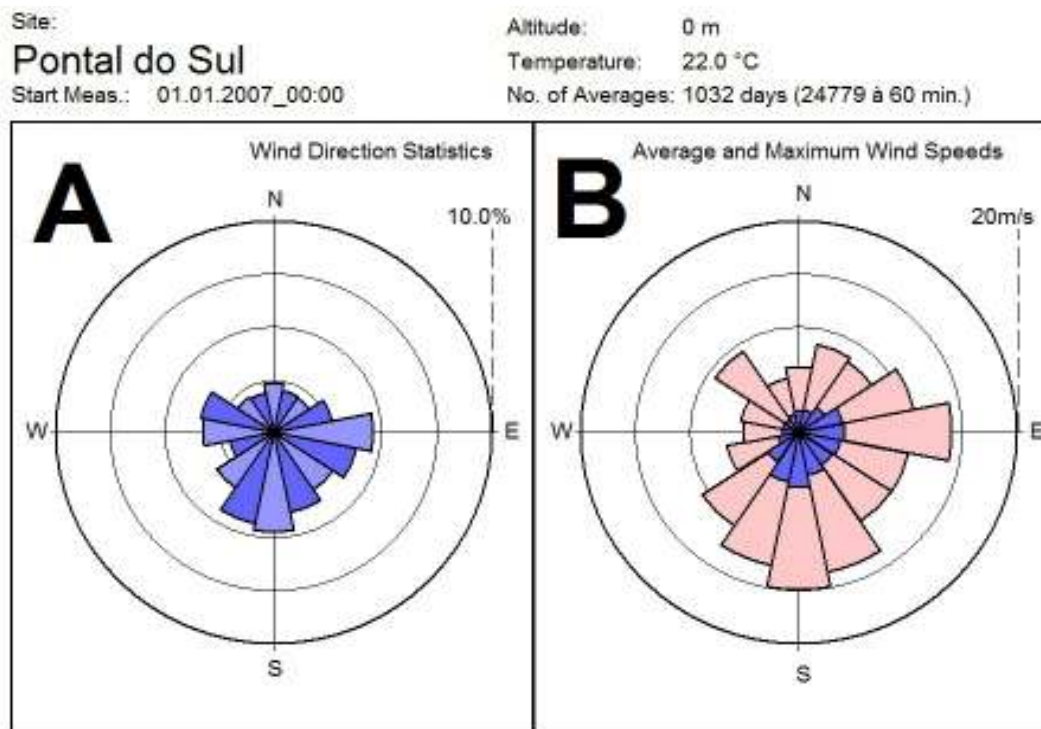 Site:
Pontal do Sul
Start Meas.: 01.01.2007_00:00
Altitude: 0 m
Temperature: 22.0 °C
No. of Averages: 1032 days (24779 à 60 min.)
A
Wind Direction Statistics
N
10.0%
W
E
S
B
Average and Maximum Wind Speeds
N
20m/s
W
E
S